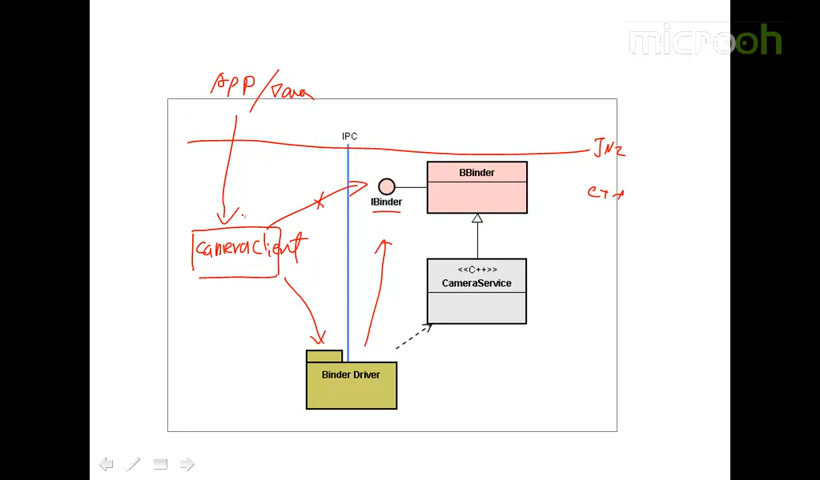 microoh
APP/Java
IPC
JNI
BBinder
IBinder
C++
cameraclient
<<C++>>
CameraService
Binder Driver